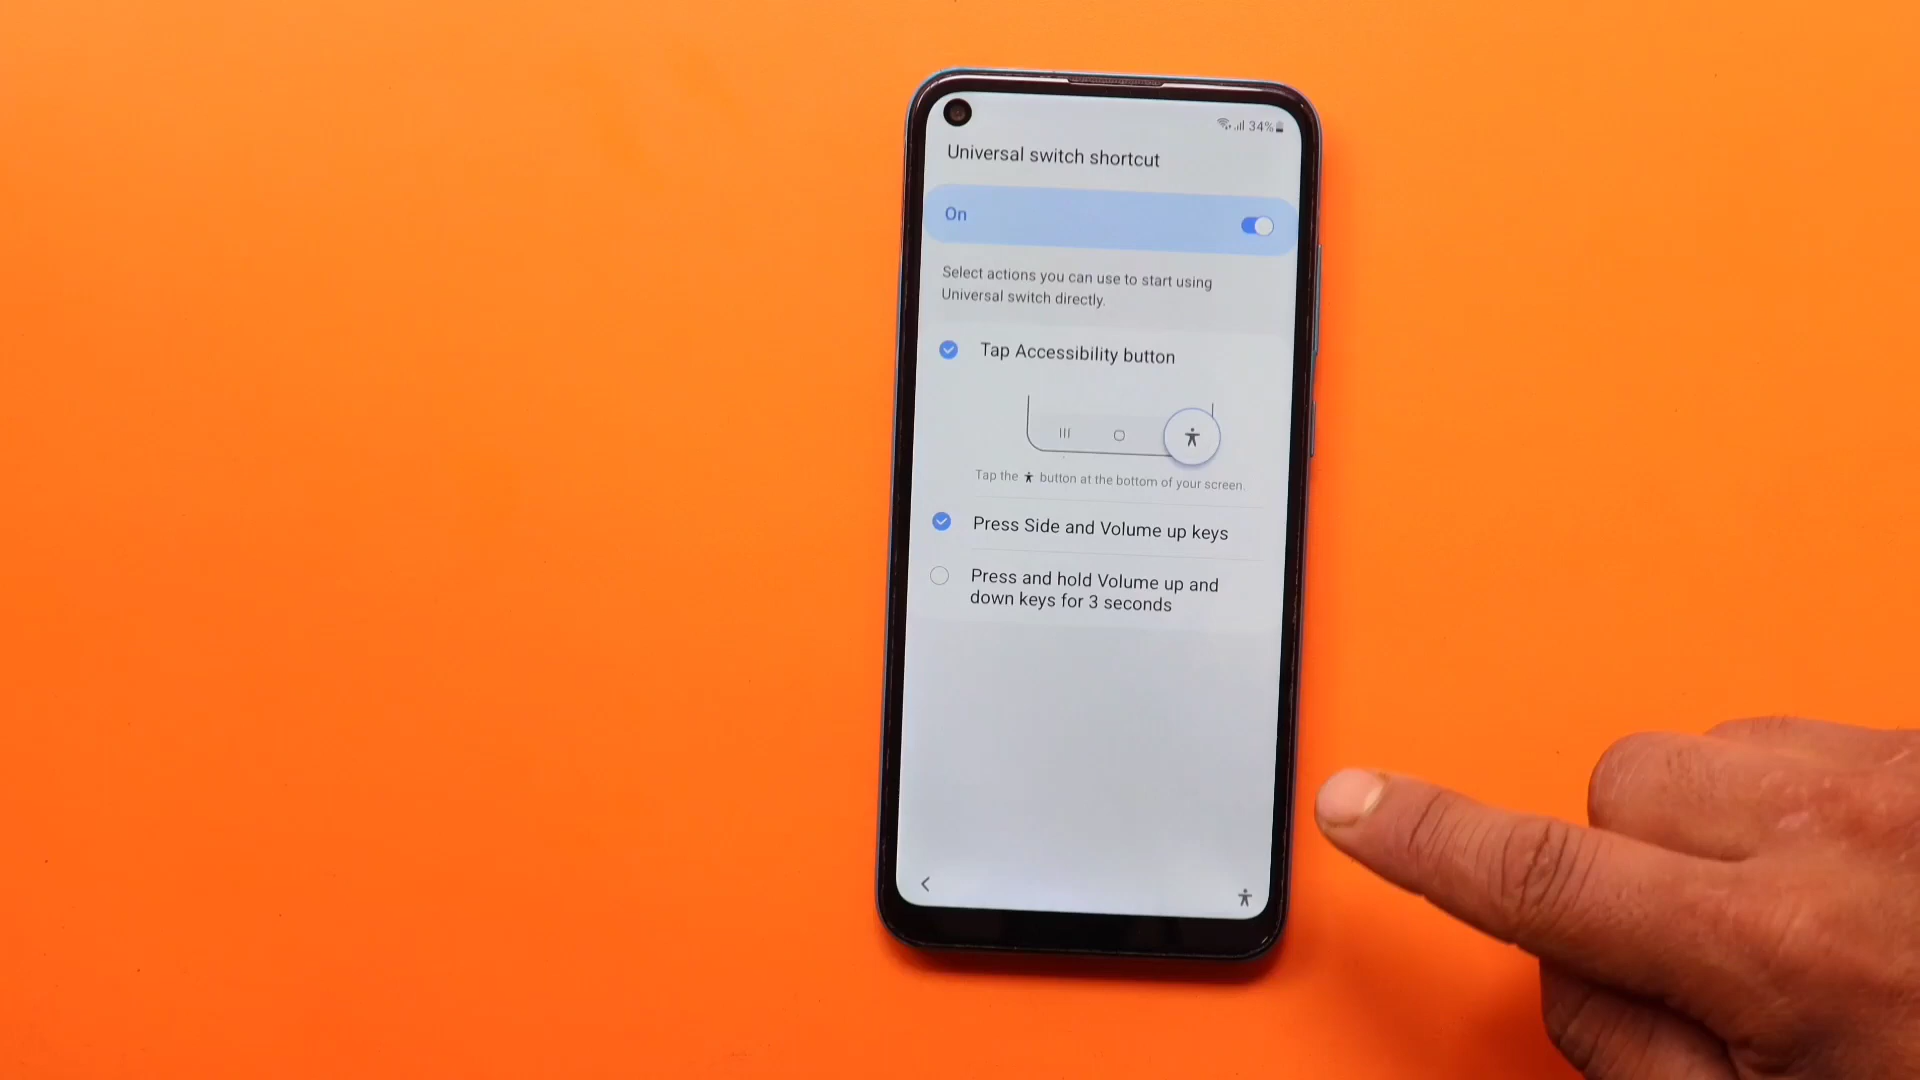 34%
Universal switch shortcut
On
Select actions you can use to start using
Universal switch directly.
Tap Accessibility button
Tap the button at the bottom of your screen.
Press Side and Volume up keys
Press and hold Volume up and
down keys for 3 seconds